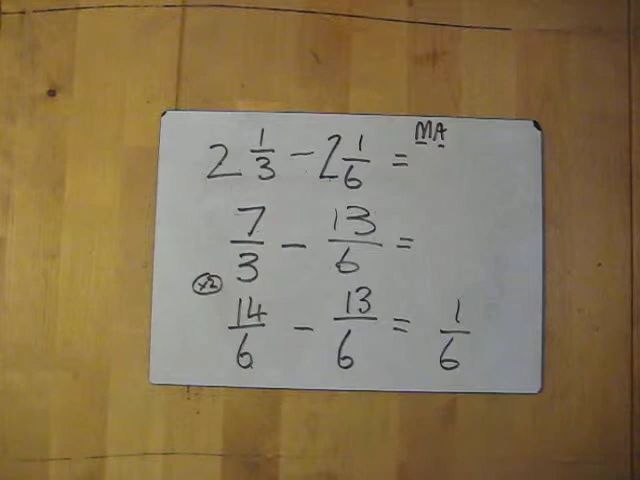 MA
2 1/3 - 2 1/6 =
7/3 - 13/6 =
x2
14/6 - 13/6 = 1/6